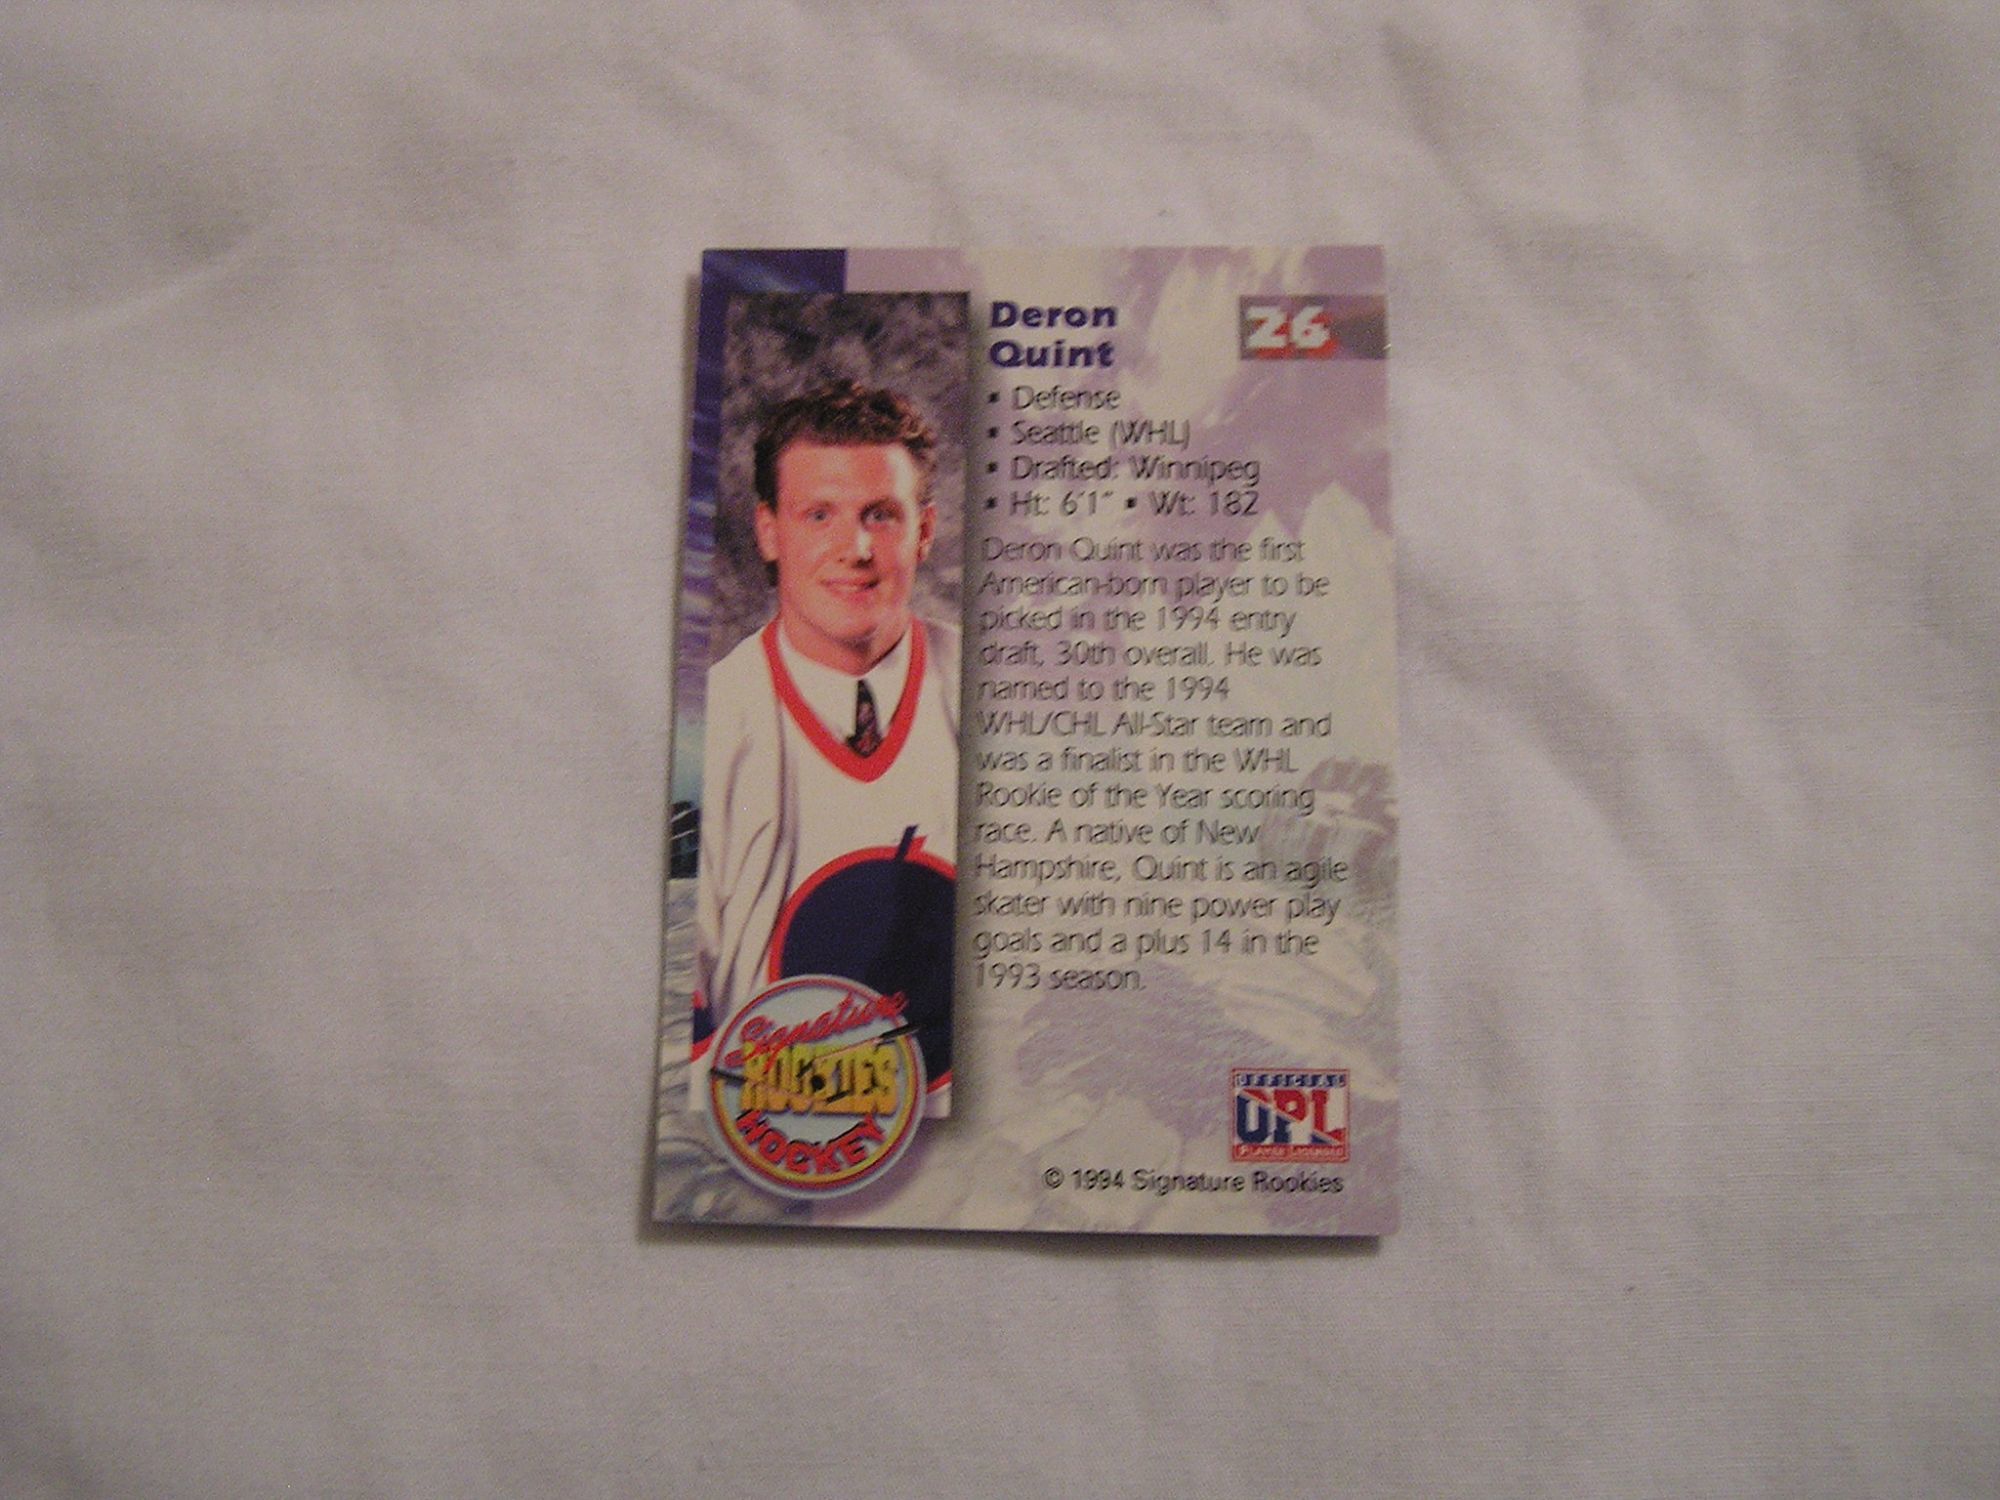 Deron
Quint
26
• Defense
• Seattle (WHL)
• Drafted: Winnipeg
• Ht: 6'1" • Wt: 182
Deron Quint was the first
American-born player to be
picked in the 1994 entry
draft, 30th overall. He was
named to the 1994
WHL/CHL All-Star team and
was a finalist in the WHL
Rookie of the Year scoring
race. A native of New
Hampshire, Quint is an agile
skater with nine power play
goals and a plus 14 in the
1993 season.
Signature
ROOKIES
HOCKEY
OFFICIAL
UPL
PLAYER LICENSED
© 1994 Signature Rookies